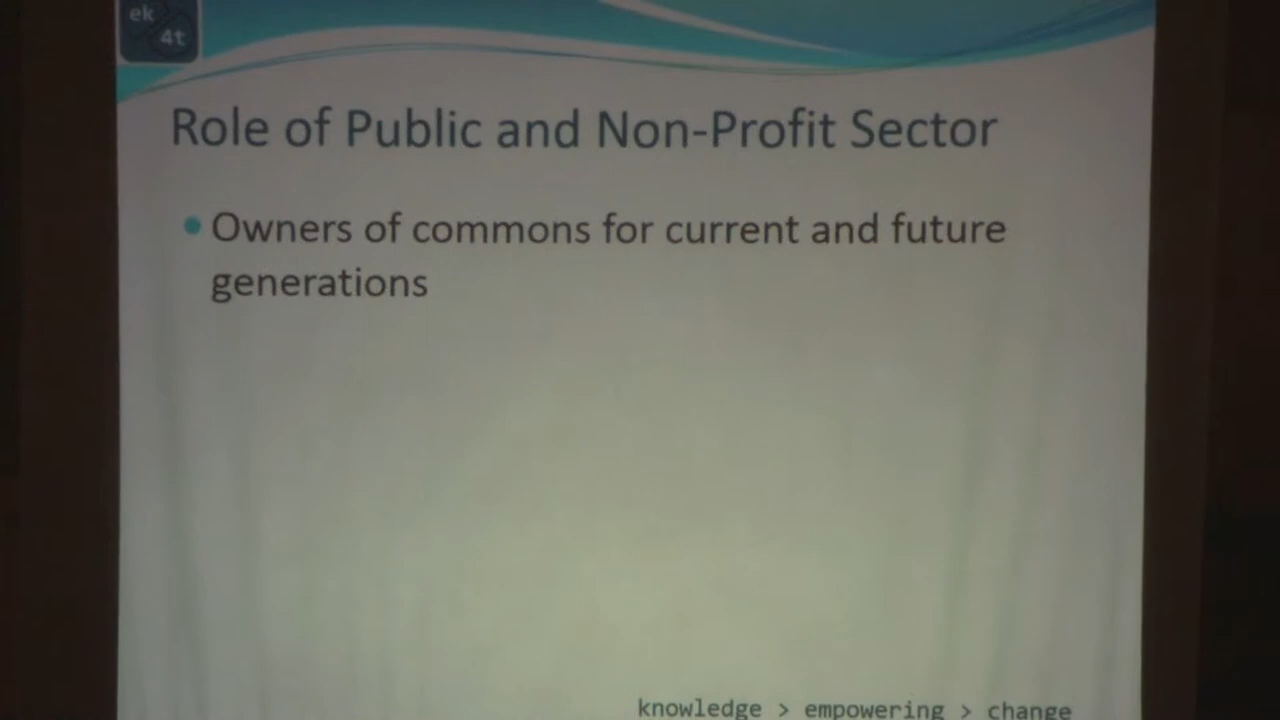 ek
4t
Role of Public and Non-Profit Sector
Owners of commons for current and future
generations
knowledge > empowering > change